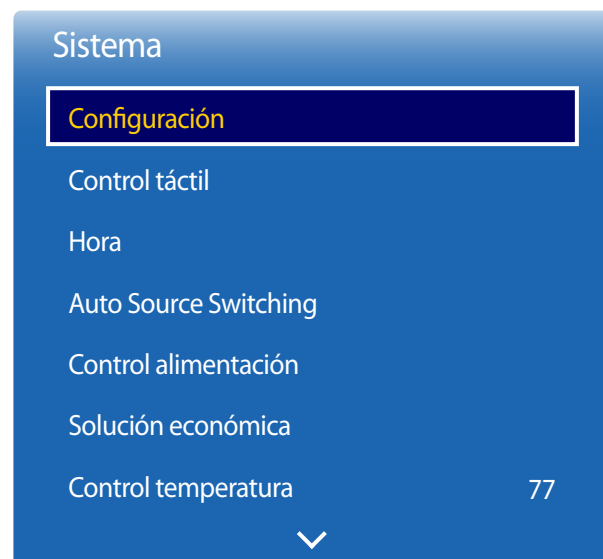 Sistema
Configuración
Control táctil
Hora
Auto Source Switching
Control alimentación
Solución económica
Control temperatura 77